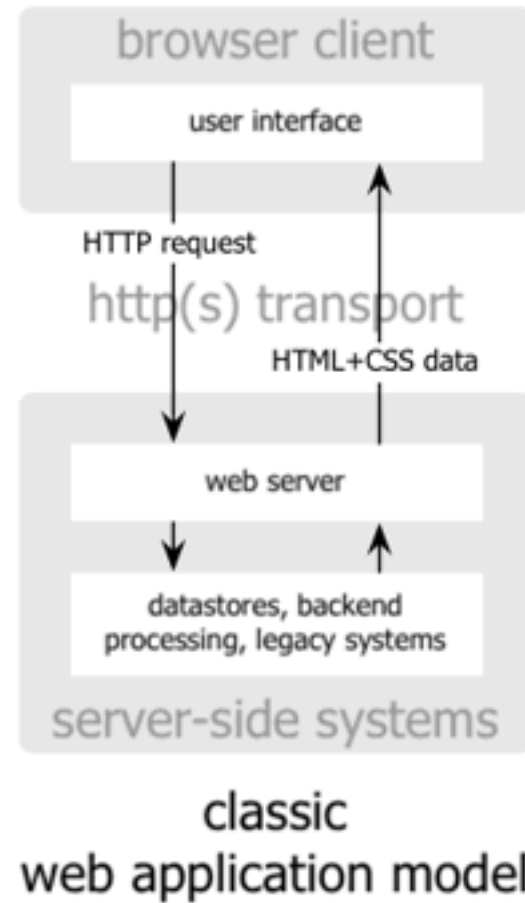 browser client
user interface
HTTP request
http(s) transport
HTML+CSS data
web server
datastores, backend
processing, legacy systems
server-side systems
classic
web application model